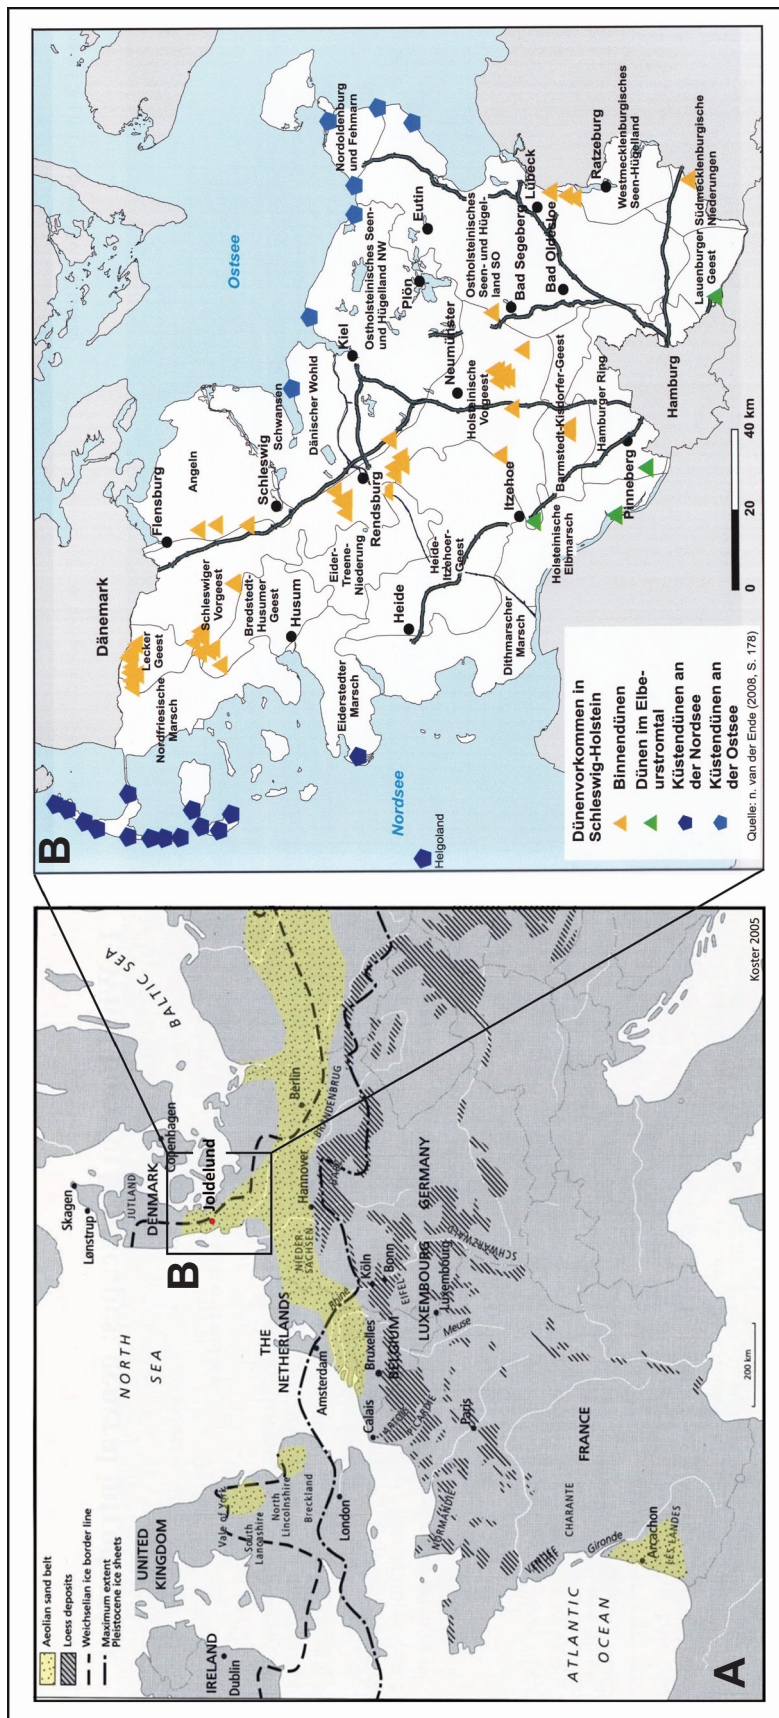 A
Aeolian sand belt
Loess deposits
Weichselian ice border line
Maximum extent
Pleistocene ice sheets
IRELAND
Dublin
UNITED
KINGDOM
Vale of York
South
Lancashire
North
Lincolnshire
Breckland
London
NORTH
SEA
Skagen
Lønstrup
JUTLAND
DENMARK
Copenhagen
BALTIC SEA
B
Joldelund
THE
NETHERLANDS
Amsterdam
NIEDER-
SACHSEN
Hannover
Berlin
BRANDENBRUG
Rhine
Calais
Bruxelles
BELGIUM
Köln
Bonn
EIFEL
GERMANY
LUXEMBOURG
Luxembourg
SCHWARZWALD
Meuse
PICARDIE
Paris
NORMANDIE
FRANCE
VENDÉE
CHARANTE
Gironde
Arcachon
LES LANDES
ATLANTIC
OCEAN
200 km
Koster 2005
B
Ostsee
Nordsee
Helgoland
Dänemark
Flensburg
Angeln
Lecker
Geest
Nordfriesische
Marsch
Schleswiger
Vorgeest
Bredstedt-
Husumer
Geest
Husum
Schleswig
Schwansen
Dänischer Wohld
Kiel
Eider-
Treene-
Niederung
Rendsburg
Eiderstedter
Marsch
Heide
Heide-
Itzehoer-
Geest
Dithmarscher
Marsch
Itzehoe
Holsteinische
Elbmarsch
Neumünster
Holsteinische
Vorgeest
Barmstedt-Kisdorfer-Geest
Hamburger Ring
Pinneberg
Hamburg
Ostholsteinisches Seen-
und Hügelland NW
Plön
Eutin
Nordoldenburg
und Fehmarn
Ostholsteinisches
Seen- und Hügel-
land SO
Bad Segeberg
Bad Oldesloe
Lübeck
Ratzeburg
Westmecklenburgisches
Seen-Hügelland
Lauenburger
Geest
Südmecklenburgische
Niederungen
0
20
40 km
Dünenvorkommen in
Schleswig-Holstein
Binnendünen
Dünen im Elbe-
urstromtal
Küstendünen an
der Nordsee
Küstendünen an
der Ostsee
Quelle: n. van der Ende (2008, S. 178)